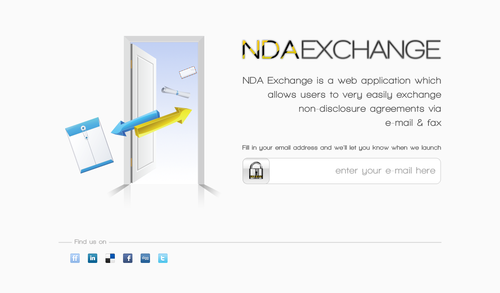 NDAEXCHANGE
NDA Exchange is a web application which
allows users to very easily exchange
non-disclosure agreements via
e-mail & fax
Fill in your email address and we'll let you know when we launch
enter your e-mail here
Find us on